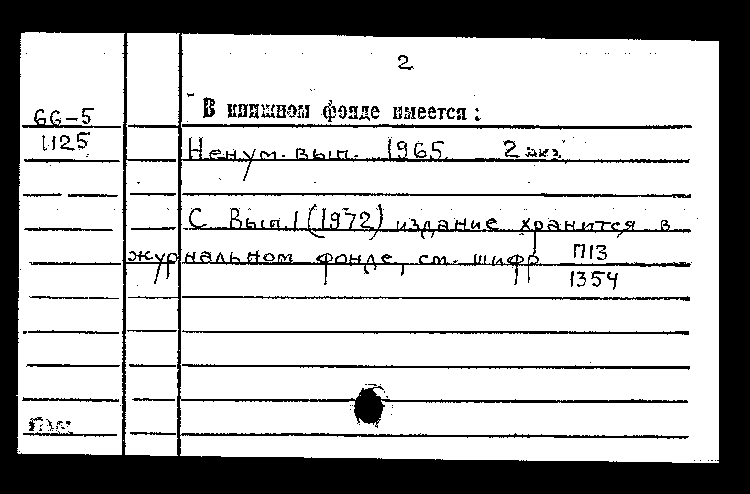 2
66-5
1125
В книжном фонде имеется:
Ненум. вып. 1965 2 экз.
С Вып. 1 (1972) издание хранится в
журнальном фонде, см. шифр П13
1354